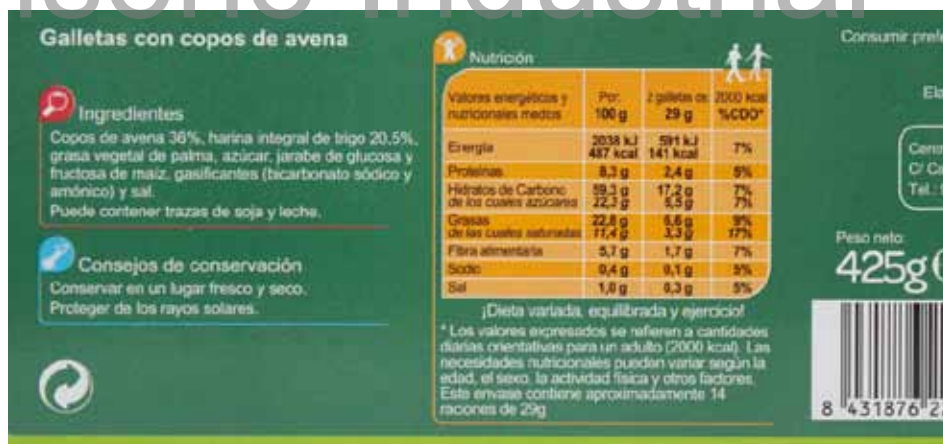 Galletas con copos de avena
Ingredientes
Copos de avena 36%, harina integral de trigo 20,5%,
grasa vegetal de palma, azúcar, jarabe de glucosa y
fructosa de maíz, gasificantes (bicarbonato sódico y
amónico) y sal.
Puede contener trazas de soja y leche.
Consejos de conservación
Conservar en un lugar fresco y seco.
Proteger de los rayos solares.
Nutrición
Valores energéticos y Por: 2 galletas de: 2000 kcal
nutricionales medios 100 g 29 g %CDO*
Energía 2038 kJ 591 kJ 7%
487 kcal 141 kcal
Proteínas 8,3 g 2,4 g 5%
Hidratos de Carbono 59,3 g 17,2 g 7%
de los cuales azúcares 22,3 g 5,5 g 7%
Grasas 22,8 g 6,6 g 9%
de las cuales saturadas 11,4 g 3,3 g 17%
Fibra alimentaria 5,7 g 1,7 g 7%
Sodio 0,4 g 0,1 g 5%
Sal 1,0 g 0,3 g 5%
¡Dieta variada, equilibrada y ejercicio!
* Los valores expresados se refieren a cantidades
diarias orientativas para un adulto (2000 kcal). Las
necesidades nutricionales pueden variar según la
edad, el sexo, la actividad física y otros factores.
Este envase contiene aproximadamente 14
raciones de 29g
Consumir
C/
Tel.:
Peso neto:
425g
8 431876 2